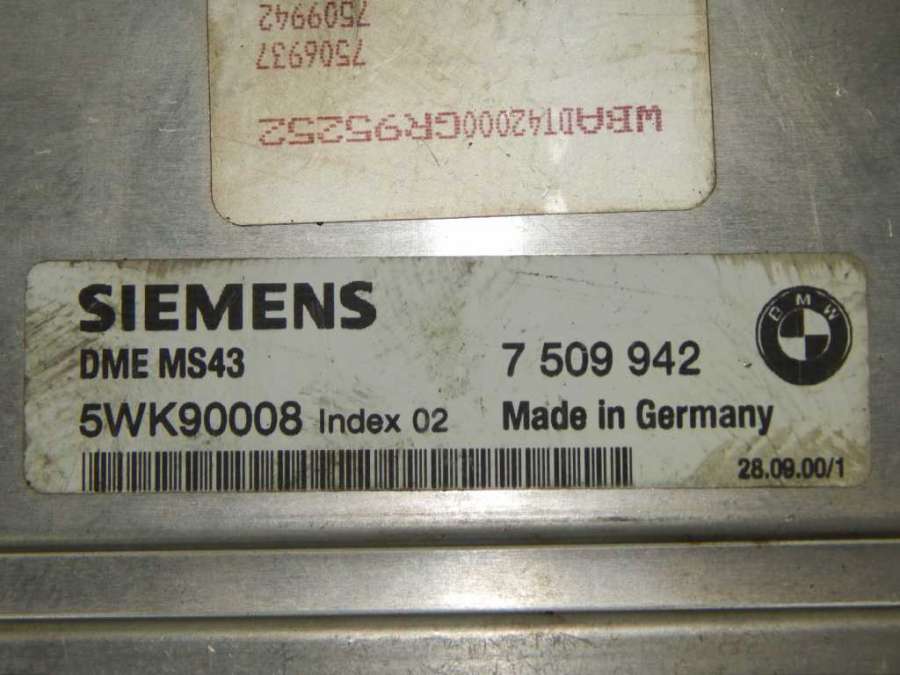 7509942
7506937
WBADT42000GR95252
SIEMENS
DME MS43
7 509 942
BMW
5WK90008 Index 02
Made in Germany
28.09.00/1